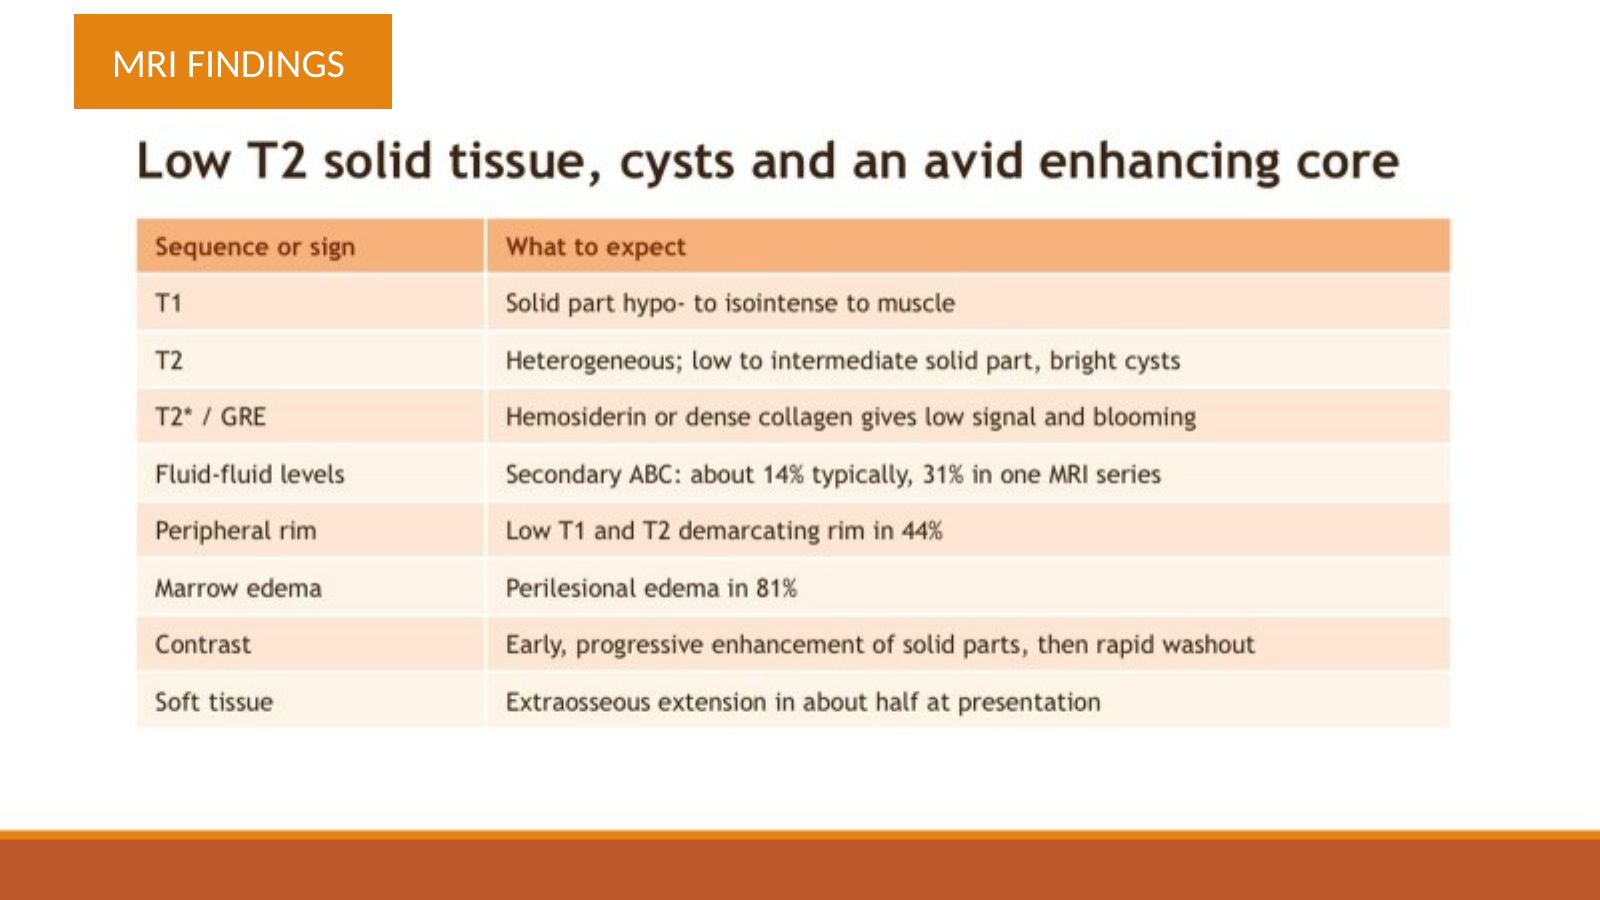 MRI FINDINGS
Low T2 solid tissue, cysts and an avid enhancing core
Sequence or sign What to expect
T1 Solid part hypo- to isointense to muscle
T2 Heterogeneous; low to intermediate solid part, bright cysts
T2* / GRE Hemosiderin or dense collagen gives low signal and blooming
Fluid-fluid levels Secondary ABC: about 14% typically, 31% in one MRI series
Peripheral rim Low T1 and T2 demarcating rim in 44%
Marrow edema Perilesional edema in 81%
Contrast Early, progressive enhancement of solid parts, then rapid washout
Soft tissue Extraosseous extension in about half at presentation